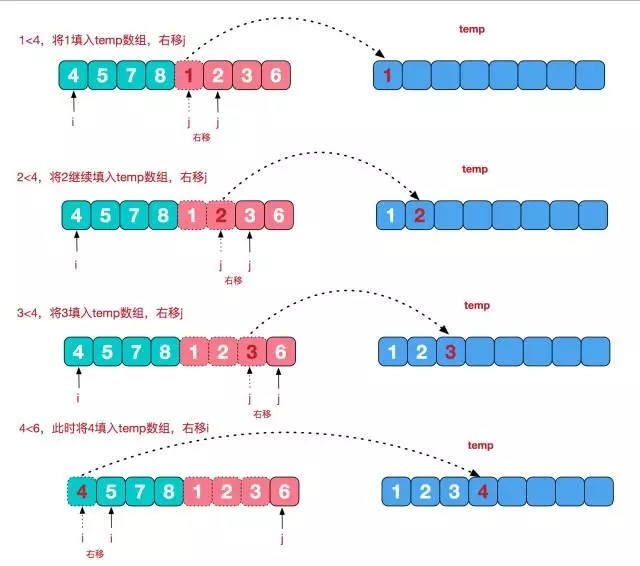 1<4，将1填入temp数组，右移j
temp
4 5 7 8 1 2 3 6
1
i j j
右移
2<4，将2继续填入temp数组，右移j
temp
4 5 7 8 1 2 3 6
1 2
i j j
右移
3<4，将3填入temp数组，右移j
temp
4 5 7 8 1 2 3 6
1 2 3
i j j
右移
4<6，此时将4填入temp数组，右移i
temp
4 5 7 8 1 2 3 6
1 2 3 4
i i j
右移